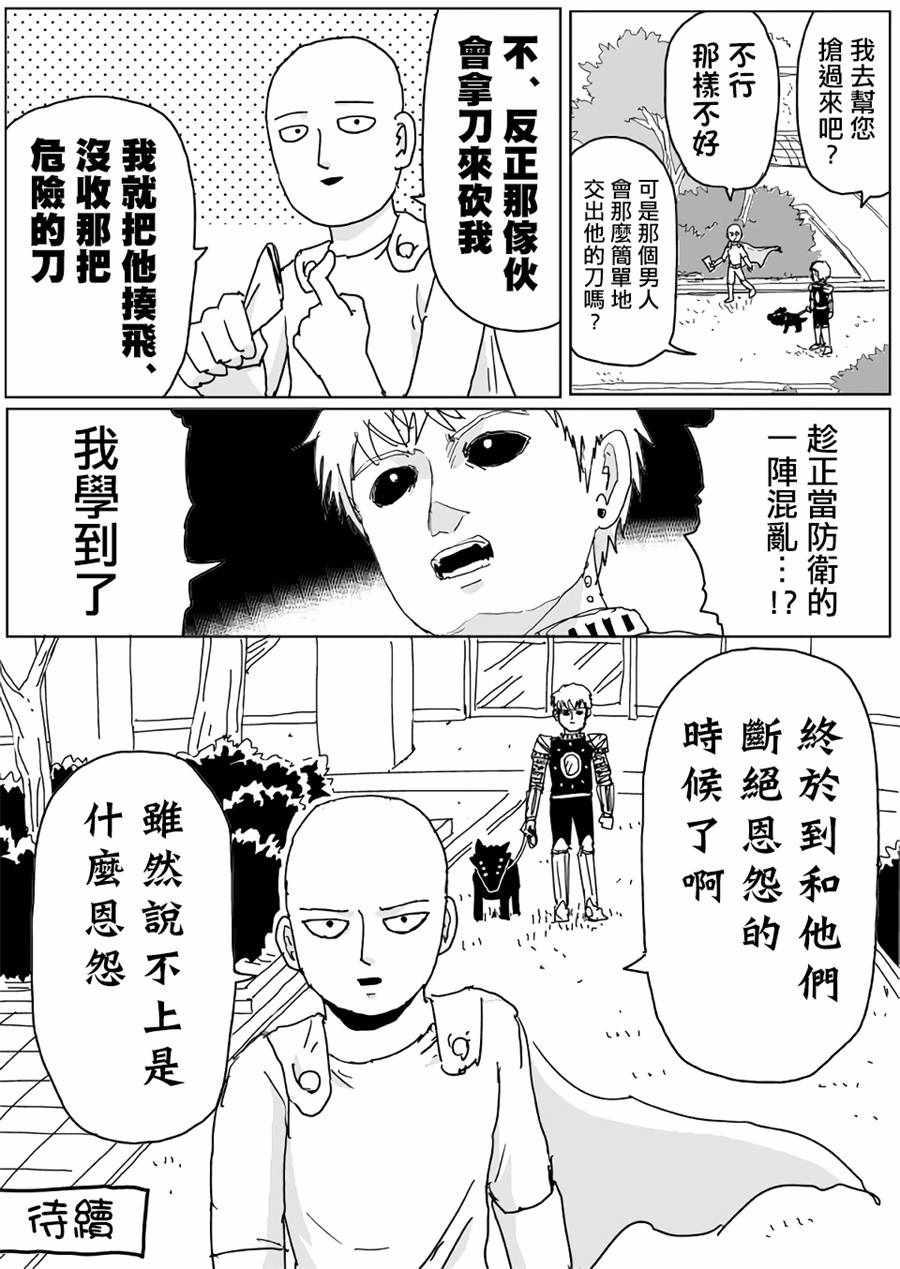 我去幫您
搶過來吧？
不行
那樣不好
可是那個男人
會那麼簡單地
交出他的刀嗎？
不、反正那傢伙
會拿刀來砍我
我就把他揍飛、
沒收那把
危險的刀
趁正當防衛的
一陣混亂…!?
我學到了
終於到和他們
斷絕恩怨的
時候了啊
雖然說不上是
什麼恩怨
待續